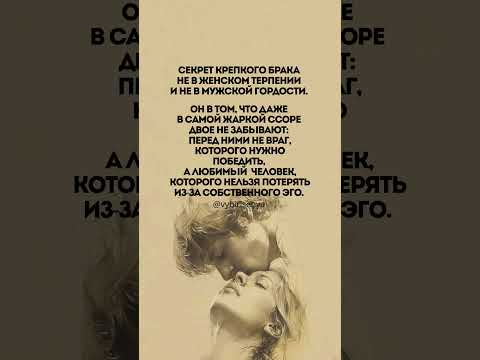 СЕКРЕТ КРЕПКОГО БРАКА
НЕ В ЖЕНСКОМ ТЕРПЕНИИ
И НЕ В МУЖСКОЙ ГОРДОСТИ.
ОН В ТОМ, ЧТО ДАЖЕ
В САМОЙ ЖАРКОЙ ССОРЕ
ДВОЕ НЕ ЗАБЫВАЮТ:
ПЕРЕД НИМИ НЕ ВРАГ,
КОТОРОГО НУЖНО
ПОБЕДИТЬ,
А ЛЮБИМЫЙ ЧЕЛОВЕК,
КОТОРОГО НЕЛЬЗЯ ПОТЕРЯТЬ
ИЗ-ЗА СОБСТВЕННОГО ЭГО.